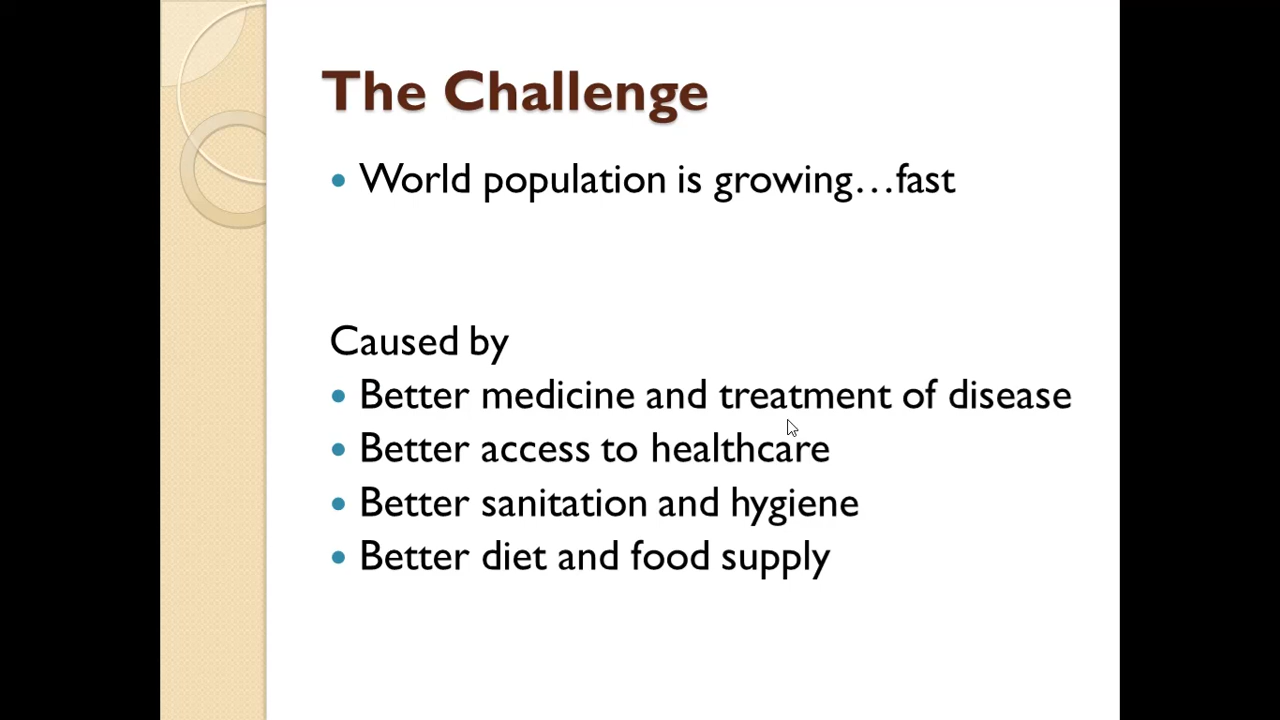 The Challenge
• World population is growing...fast
Caused by
• Better medicine and treatment of disease
• Better access to healthcare
• Better sanitation and hygiene
• Better diet and food supply